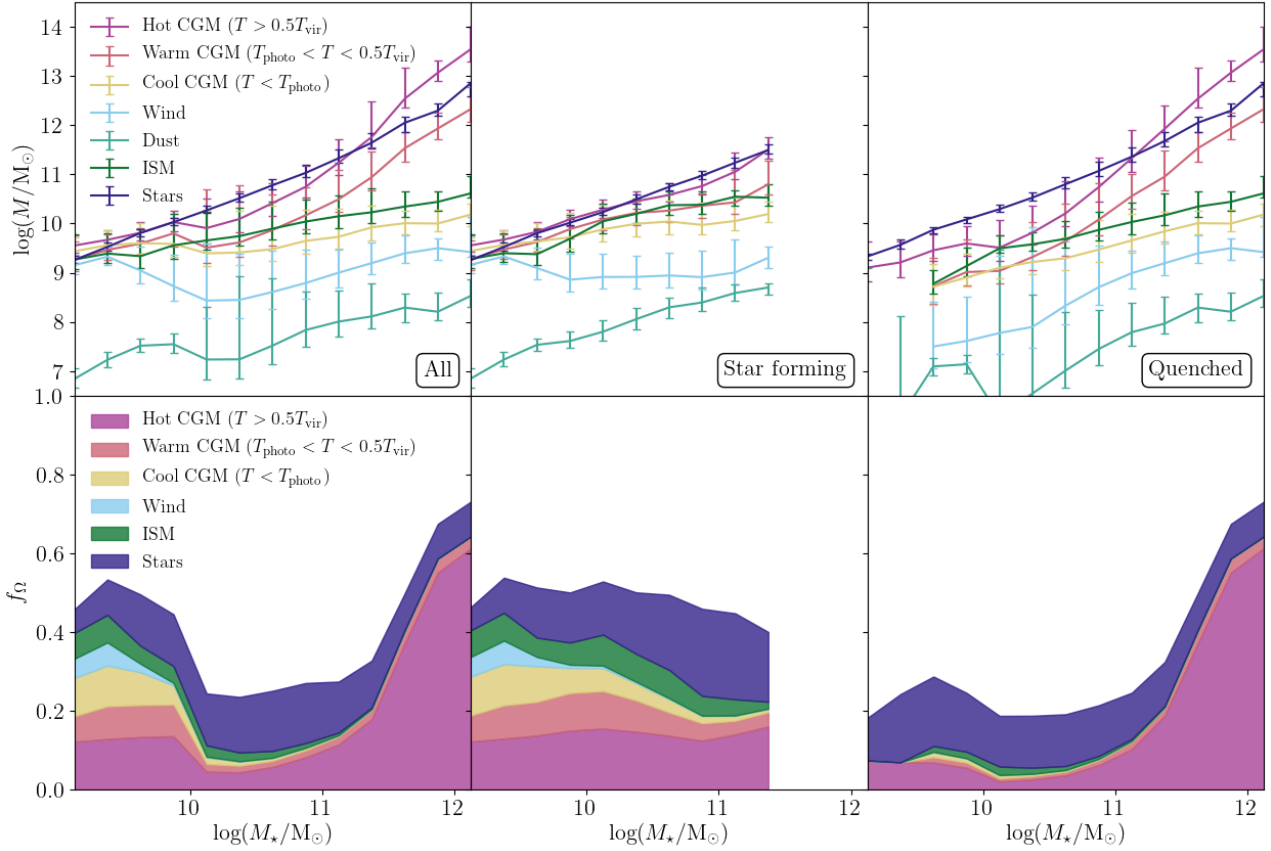 14
13
12
11
10
9
8
7
1.0
log(M/M⊙)
Hot CGM (T > 0.5T_vir)
Warm CGM (T_photo < T < 0.5T_vir)
Cool CGM (T < T_photo)
Wind
Dust
ISM
Stars
All
Star forming
Quenched
0.8
0.6
0.4
0.2
0.0
f_Ω
Hot CGM (T > 0.5T_vir)
Warm CGM (T_photo < T < 0.5T_vir)
Cool CGM (T < T_photo)
Wind
ISM
Stars
10 11 12
10 11 12
10 11 12
log(M⋆/M⊙)
log(M⋆/M⊙)
log(M⋆/M⊙)